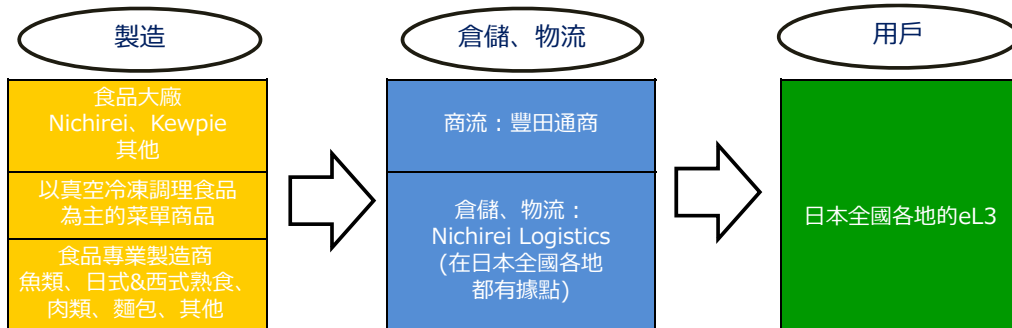 製造
食品大廠
Nichirei、Kewpie
其他
以真空冷凍調理食品
為主的菜單商品
食品專業製造商
魚類、日式&西式熟食、
肉類、麵包、其他
倉儲、物流
商流：豐田通商
倉儲、物流：
Nichirei Logistics
(在日本全國各地
都有據點)
用戶
日本全國各地的eL3